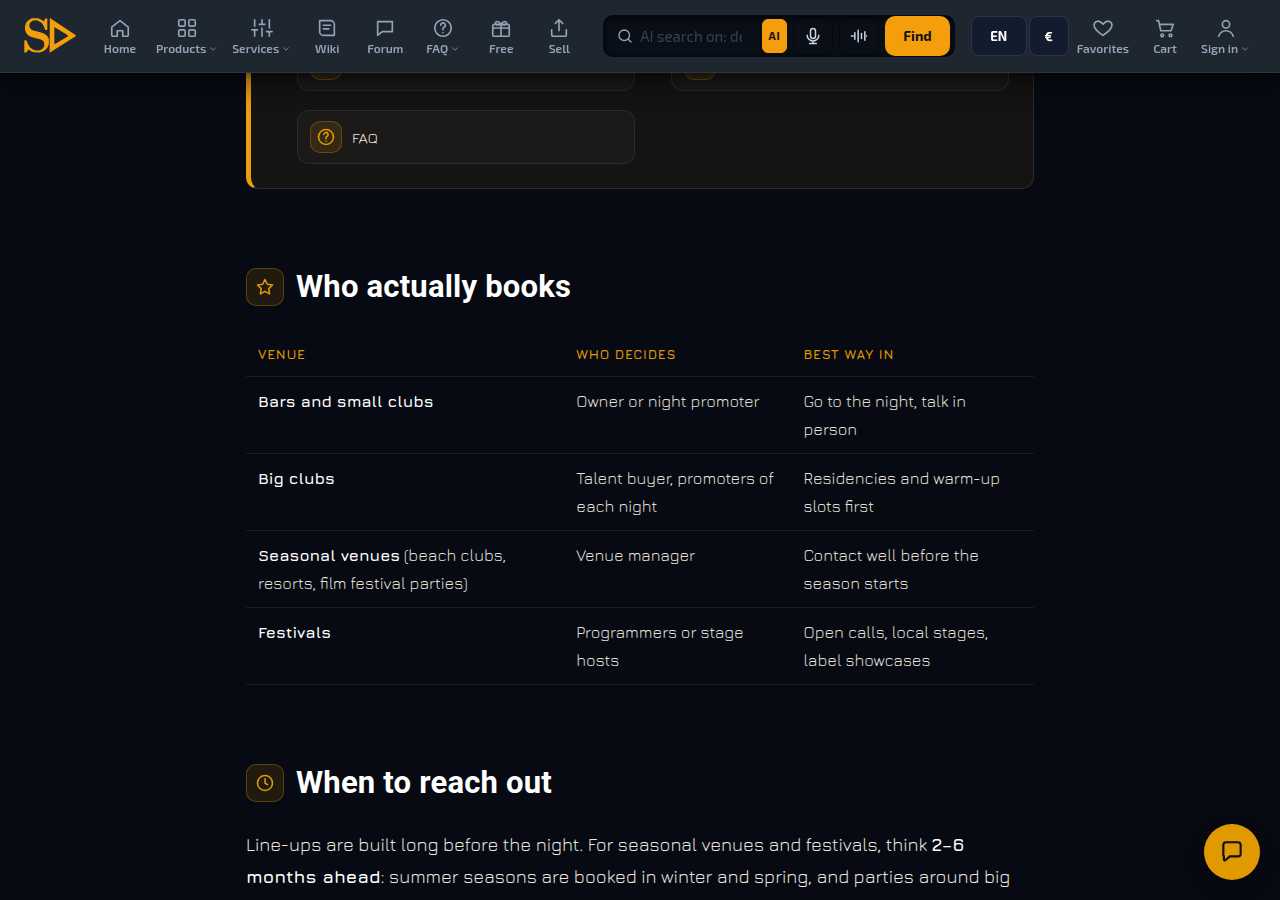 SD
Home
Products
Services
Wiki
Forum
FAQ
Free
Sell
AI search on: de
AI
Find
EN
€
Favorites
Cart
Sign in
FAQ
Who actually books
VENUE WHO DECIDES BEST WAY IN
Bars and small clubs Owner or night promoter Go to the night, talk in
person
Big clubs Talent buyer, promoters of Residencies and warm-up
each night slots first
Seasonal venues (beach clubs, Venue manager Contact well before the
resorts, film festival parties) season starts
Festivals Programmers or stage Open calls, local stages,
hosts label showcases
When to reach out
Line-ups are built long before the night. For seasonal venues and festivals, think 2–6
months ahead: summer seasons are booked in winter and spring, and parties around big